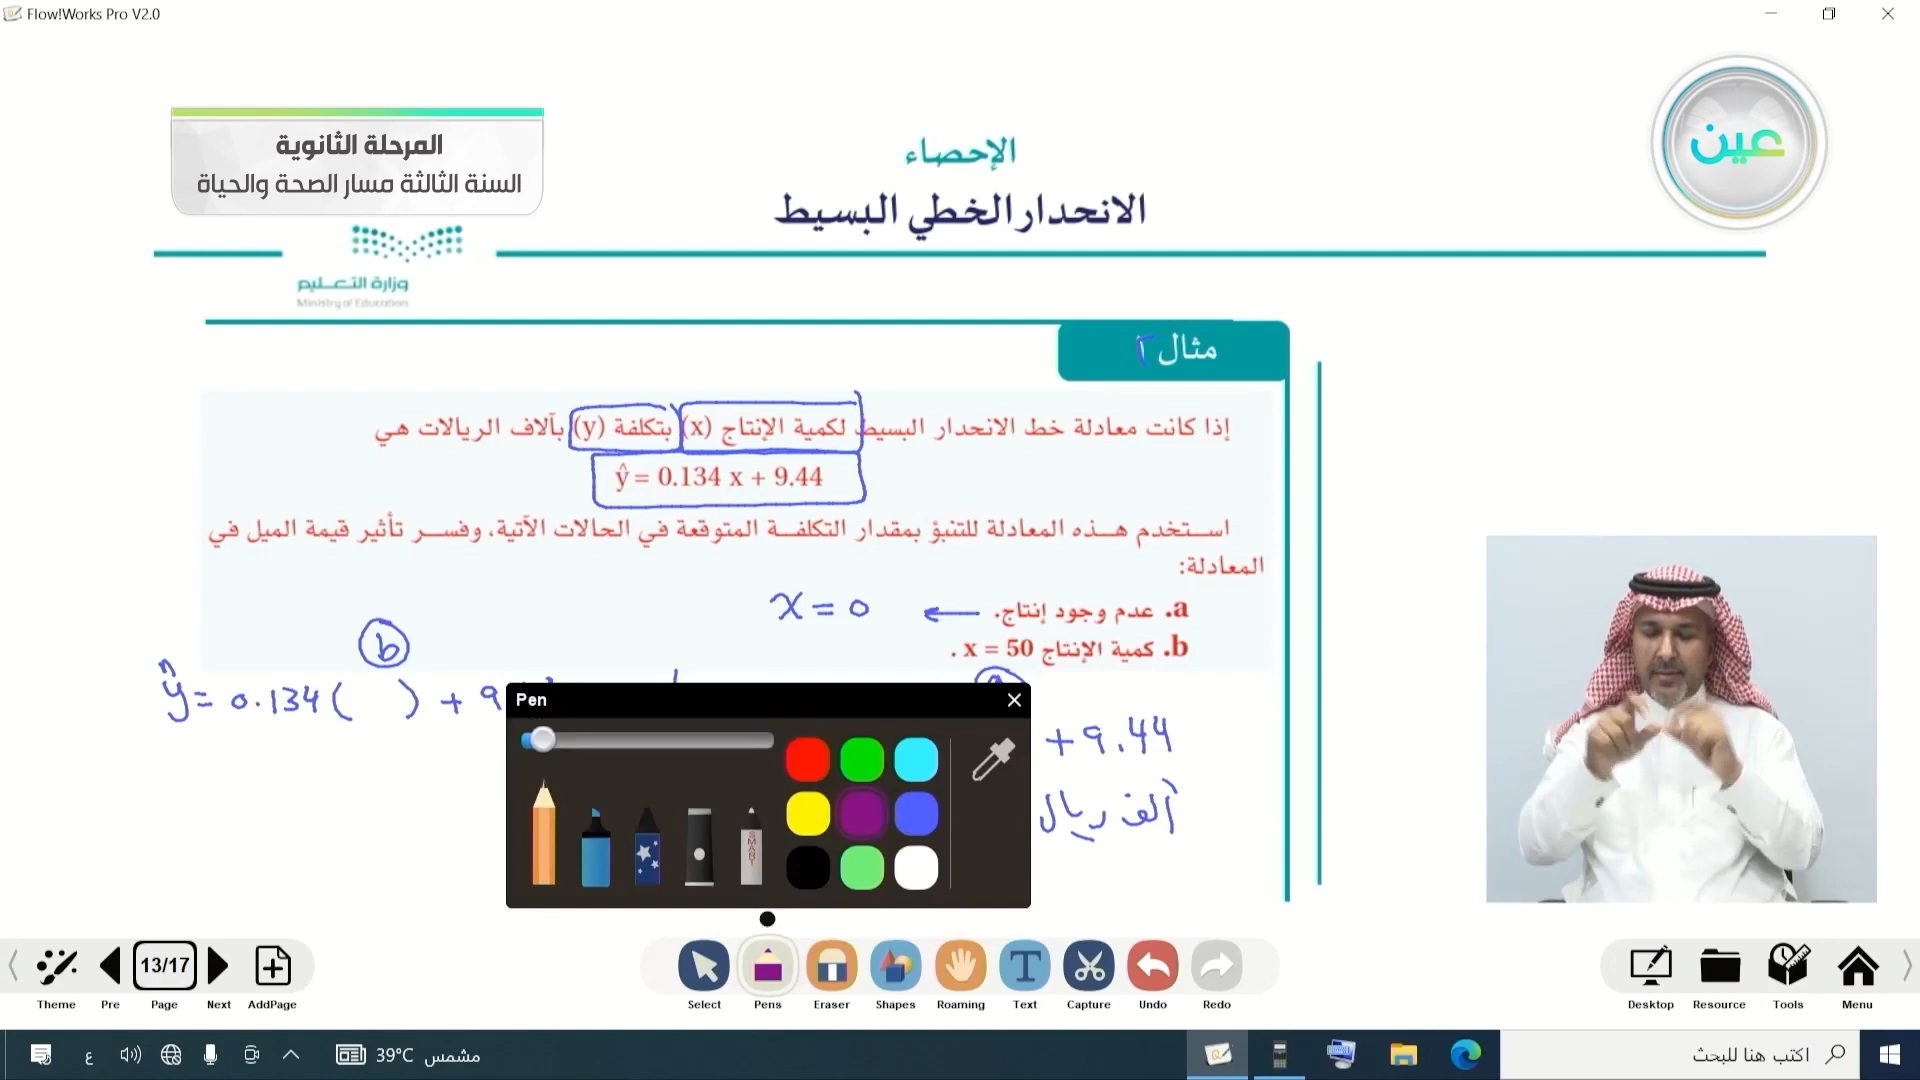 Flow!Works Pro V2.0
المرحلة الثانوية
السنة الثالثة مسار الصحة والحياة
الإحصاء
الانحدار الخطي البسيط
عين
وزارة التعليم
Ministry of Education
مثال ٢
إذا كانت معادلة خط الانحدار البسيط لكمية الإنتاج (x) بتكلفة (y) بآلاف الريالات هي
ŷ = 0.134 x + 9.44
استخدم هذه المعادلة للتنبؤ بمقدار التكلفة المتوقعة في الحالات الآتية، وفسر تأثير قيمة الميل في
المعادلة:
a. عدم وجود إنتاج. ← x = 0
b. كمية الإنتاج x = 50 .
b
ŷ = 0.134 ( ) + 9
+ 9.44
ألف ريال
Pen
SMART
13/17
Theme Pre Page Next AddPage
Select Pens Eraser Shapes Roaming Text Capture Undo Redo
Desktop Resource Tools Menu
ع
39°C مشمس
اكتب هنا للبحث